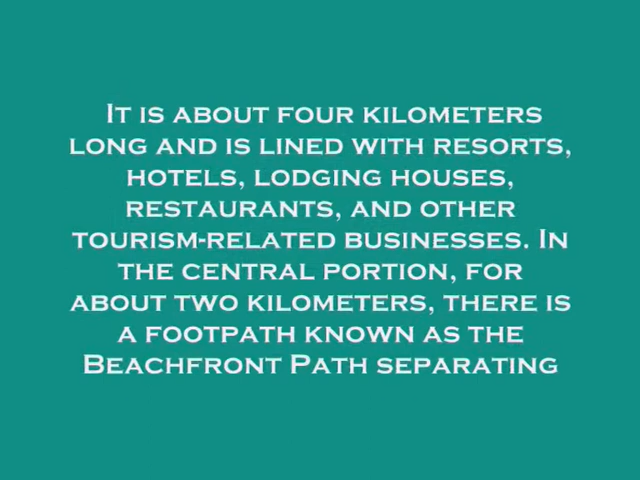 It is about four kilometers
long and is lined with resorts,
hotels, lodging houses,
restaurants, and other
tourism-related businesses. In
the central portion, for
about two kilometers, there is
a footpath known as the
Beachfront Path separating